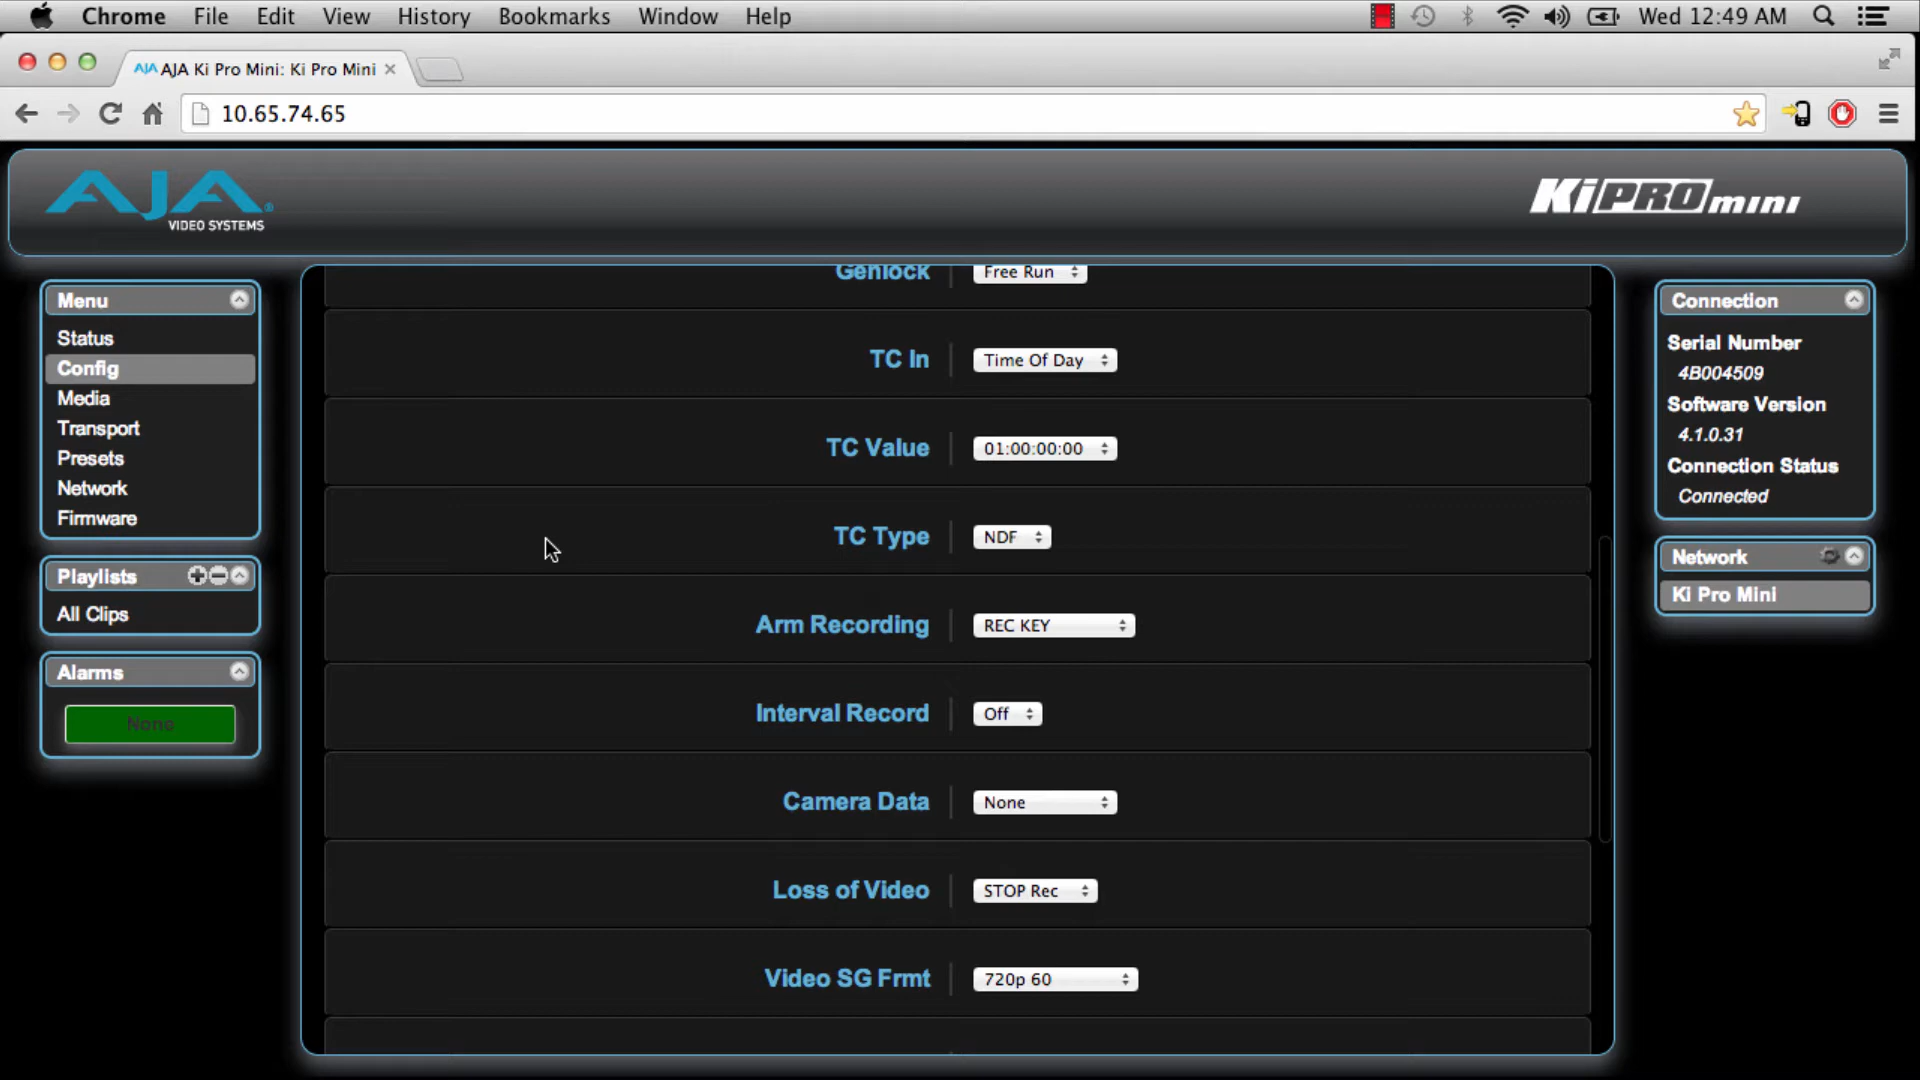 Chrome File Edit View History Bookmarks Window Help Wed 12:49 AM
AJA AJA Ki Pro Mini: Ki Pro Mini
10.65.74.65
AJA®
VIDEO SYSTEMS
KiPROmini
Menu
Status
Config
Media
Transport
Presets
Network
Firmware
Playlists
All Clips
Alarms
None
Genlock Free Run
TC In Time Of Day
TC Value 01:00:00:00
TC Type NDF
Arm Recording REC KEY
Interval Record Off
Camera Data None
Loss of Video STOP Rec
Video SG Frmt 720p 60
Connection
Serial Number
4B004509
Software Version
4.1.0.31
Connection Status
Connected
Network
Ki Pro Mini